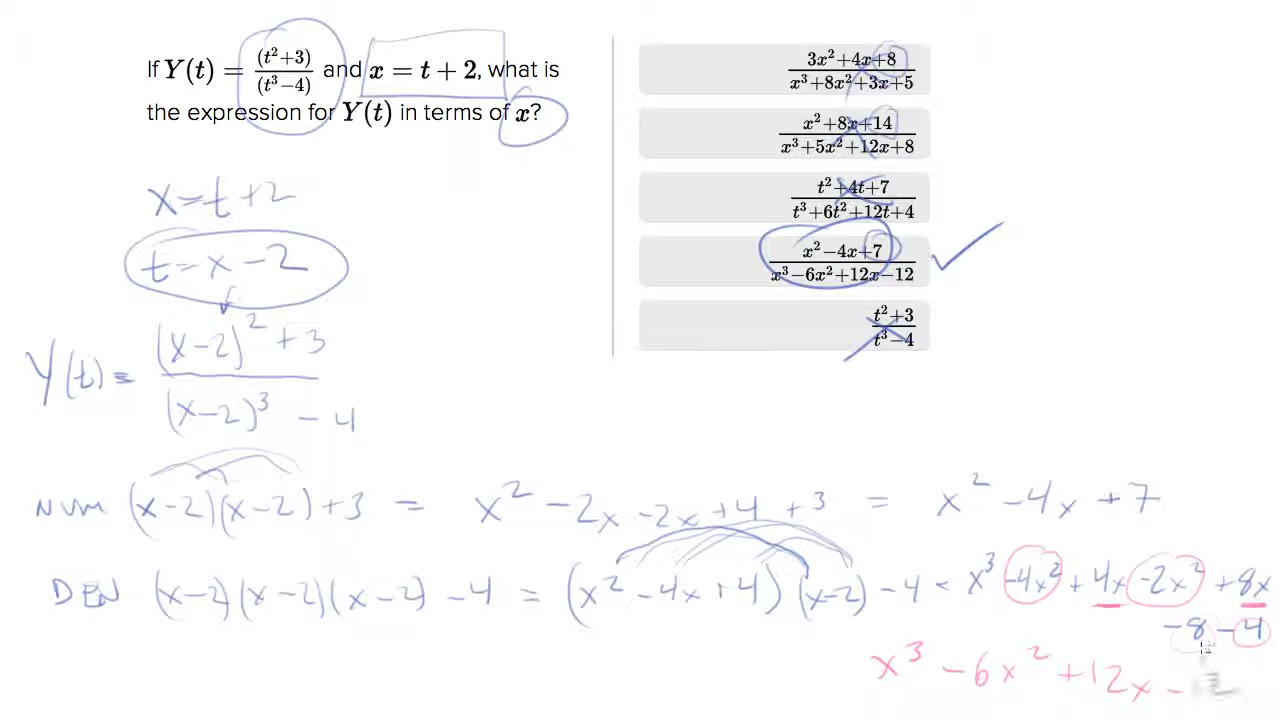 If Y(t) = (t²+3)/(t³−4) and x = t + 2, what is
the expression for Y(t) in terms of x?
3x²+4x+8 / x³+8x²+3x+5
x²+8x+14 / x³+5x²+12x+8
t²+4t+7 / t³+6t²+12t+4
x²−4x+7 / x³−6x²+12x−12
t²+3 / t³−4
x=t+2
t=x−2
Y(t) = (x−2)²+3 / (x−2)³−4
NUM (x−2)(x−2)+3 = x²−2x−2x+4+3 = x²−4x+7
DEN (x−2)(x−2)(x−2)−4 = (x²−4x+4)(x−2)−4 = x³−4x²+4x−2x²+8x
−8−4
x³−6x²+12x−